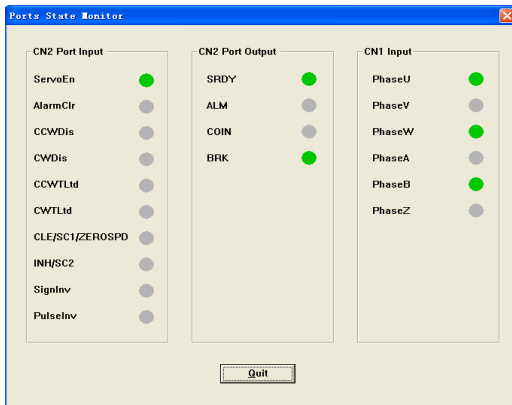 Ports State Monitor
CN2 Port Input
ServoEn
AlarmClr
CCWDis
CWDis
CCWTLtd
CWTLtd
CLE/SC1/ZEROSPD
INH/SC2
SignInv
PulseInv
CN2 Port Output
SRDY
ALM
COIN
BRK
CN1 Input
PhaseU
PhaseV
PhaseW
PhaseA
PhaseB
PhaseZ
Quit